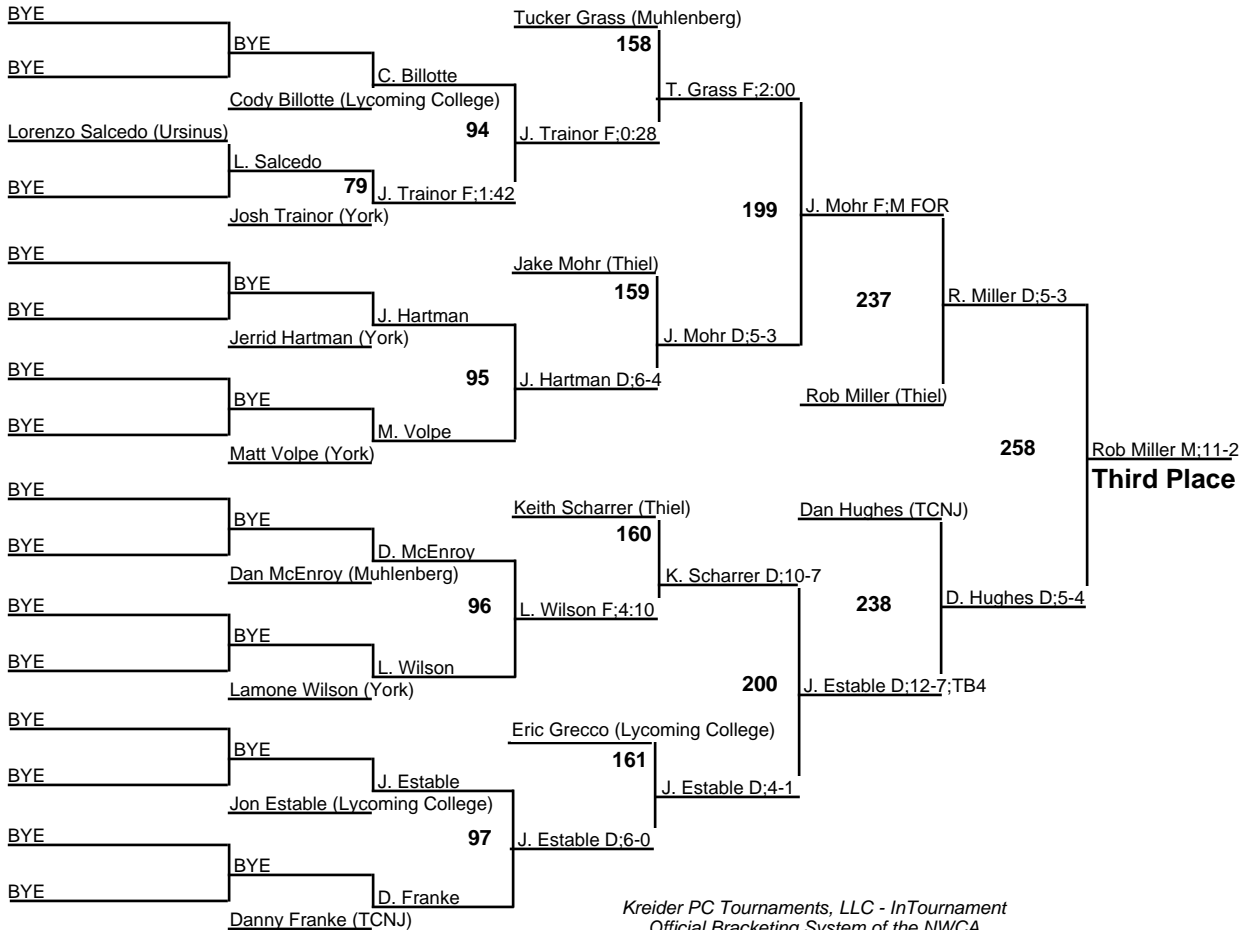 BYE
Tucker Grass (Muhlenberg)
158
BYE
BYE
C. Billotte
T. Grass F;2:00
Cody Billotte (Lycoming College)
94
Lorenzo Salcedo (Ursinus)
J. Trainor F;0:28
L. Salcedo
79
BYE
J. Trainor F;1:42
199
J. Mohr F;M FOR
Josh Trainor (York)
BYE
Jake Mohr (Thiel)
159
BYE
237
R. Miller D;5-3
BYE
J. Hartman
Jerrid Hartman (York)
J. Mohr D;5-3
BYE
95
J. Hartman D;6-4
BYE
Rob Miller (Thiel)
BYE
M. Volpe
Matt Volpe (York)
258
Rob Miller M;11-2
Third Place
BYE
Keith Scharrer (Thiel)
Dan Hughes (TCNJ)
BYE
160
BYE
D. McEnroy
Dan McEnroy (Muhlenberg)
K. Scharrer D;10-7
BYE
96
L. Wilson F;4:10
238
D. Hughes D;5-4
BYE
BYE
L. Wilson
Lamone Wilson (York)
200
J. Estable D;12-7;TB4
BYE
Eric Grecco (Lycoming College)
BYE
161
BYE
J. Estable
Jon Estable (Lycoming College)
J. Estable D;4-1
BYE
97
J. Estable D;6-0
BYE
BYE
D. Franke
Danny Franke (TCNJ)
Kreider PC Tournaments, LLC - InTournament
Official Bracketing System of the NWCA